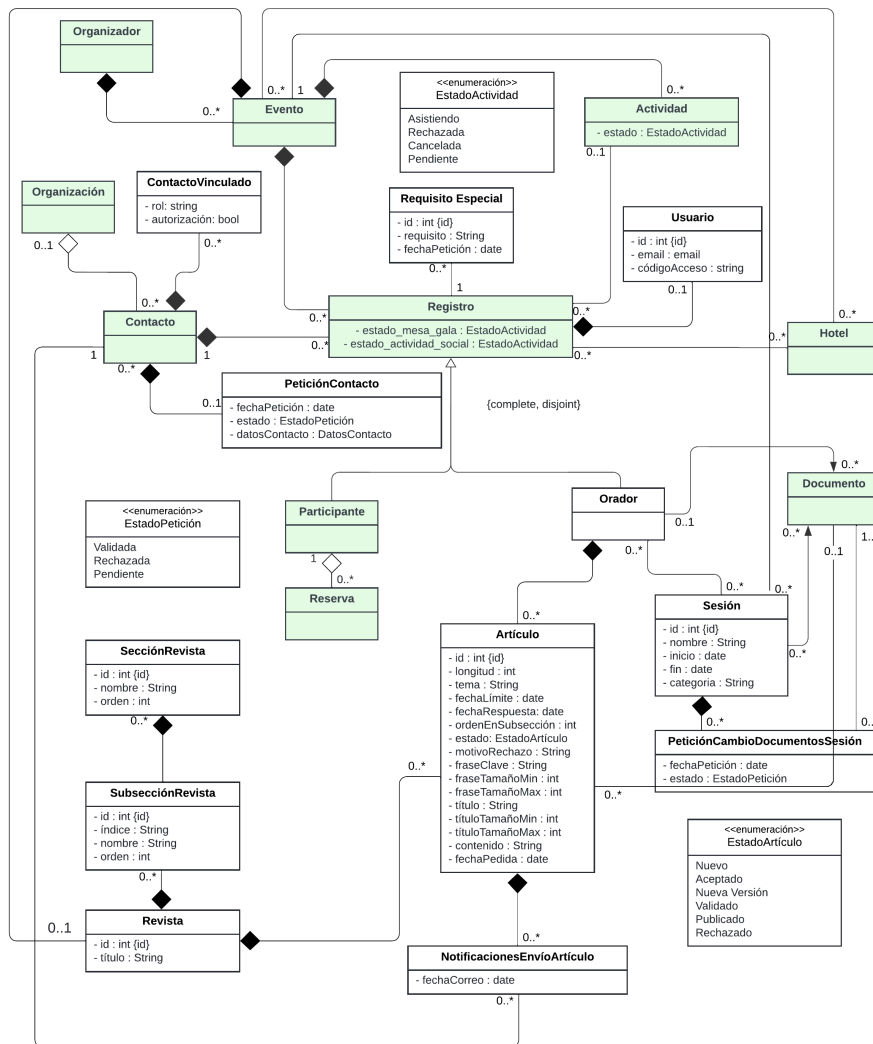 Organizador
0..*
Evento
0..*
1
<<enumeración>>
EstadoActividad
Asistiendo
Rechazada
Cancelada
Pendiente
0..*
Actividad
- estado : EstadoActividad
0..1
Organización
0..1
ContactoVinculado
- rol: string
- autorización: bool
0..*
Requisito Especial
- id : int {id}
- requisito : String
- fechaPetición : date
0..*
1
Usuario
- id : int {id}
- email : email
- códigoAcceso : string
0..1
0..*
Contacto
1
0..*
1
0..*
Registro
- estado_mesa_gala : EstadoActividad
- estado_actividad_social : EstadoActividad
0..*
0..*
0..*
0..*
0..*
Hotel
PeticiónContacto
- fechaPetición : date
- estado : EstadoPetición
- datosContacto : DatosContacto
0..1
{complete, disjoint}
<<enumeración>>
EstadoPetición
Validada
Rechazada
Pendiente
Participante
1
0..*
Reserva
Orador
0..1
0..*
0..*
Documento
0..*
0..1
1..
0..*
0..*
0..*
Artículo
- id : int {id}
- longitud : int
- tema : String
- fechaLímite : date
- fechaRespuesta: date
- ordenEnSubsección : int
- estado: EstadoArtículo
- motivoRechazo : String
- fraseClave : String
- fraseTamañoMin : int
- fraseTamañoMax : int
- título : String
- títuloTamañoMin : int
- títuloTamañoMax : int
- contenido : String
- fechaPedida : date
0..*
0..*
Sesión
- id : int {id}
- nombre : String
- inicio : date
- fin : date
- categoria : String
0..*
0..*
0..
PeticiónCambioDocumentosSesión
- fechaPetición : date
- estado : EstadoPetición
SecciónRevista
- id : int {id}
- nombre : String
- orden : int
0..*
SubsecciónRevista
- id : int {id}
- índice : String
- nombre : String
- orden : int
0..*
Revista
- id : int {id}
- título : String
0..1
<<enumeración>>
EstadoArtículo
Nuevo
Aceptado
Nueva Versión
Validado
Publicado
Rechazado
0..*
NotificacionesEnvíoArtículo
- fechaCorreo : date
0..*